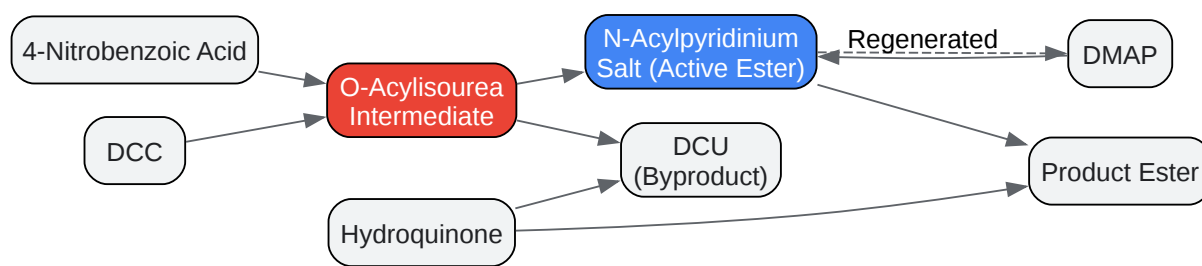 4-Nitrobenzoic Acid
DCC
O-Acylisourea
Intermediate
Hydroquinone
N-Acylpyridinium
Salt (Active Ester)
DCU
(Byproduct)
Regenerated
DMAP
Product Ester